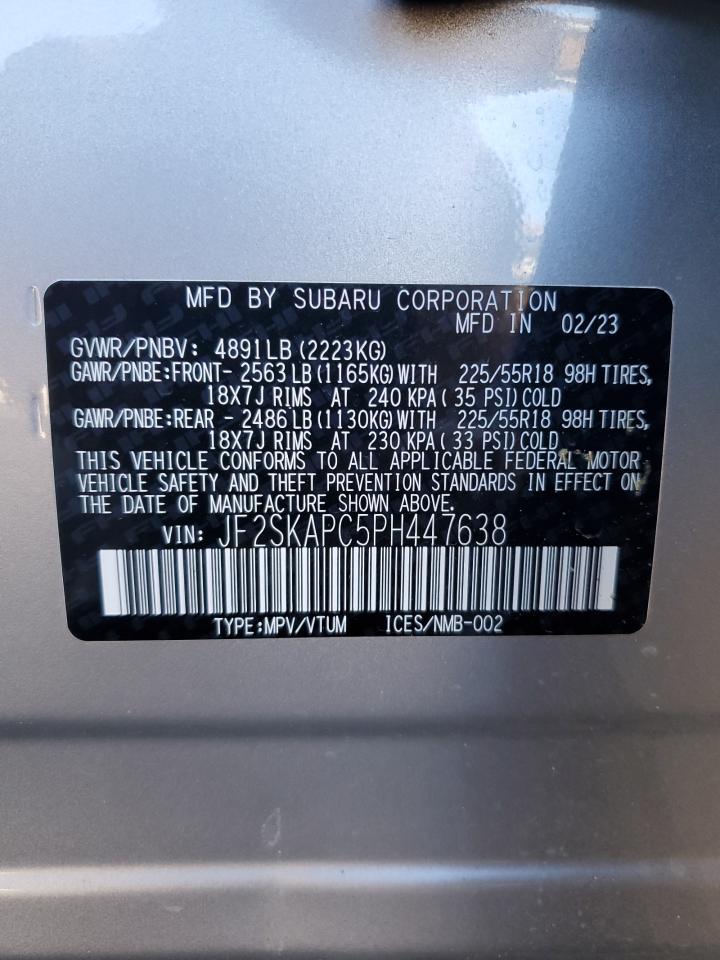 MFD BY SUBARU CORPORATION
MFD IN 02/23
GVWR/PNBV: 4891LB (2223KG)
GAWR/PNBE:FRONT- 2563LB (1165KG) WITH 225/55R18 98H TIRES,
18X7J RIMS AT 240 KPA (35 PSI) COLD
GAWR/PNBE:REAR - 2486LB (1130KG) WITH 225/55R18 98H TIRES,
18X7J RIMS AT 230 KPA (33 PSI) COLD
THIS VEHICLE CONFORMS TO ALL APPLICABLE FEDERAL MOTOR
VEHICLE SAFETY AND THEFT PREVENTION STANDARDS IN EFFECT ON
THE DATE OF MANUFACTURE SHOWN ABOVE.
VIN: JF2SKAPC5PH447638
TYPE:MPV/VTUM ICES/NMB-002